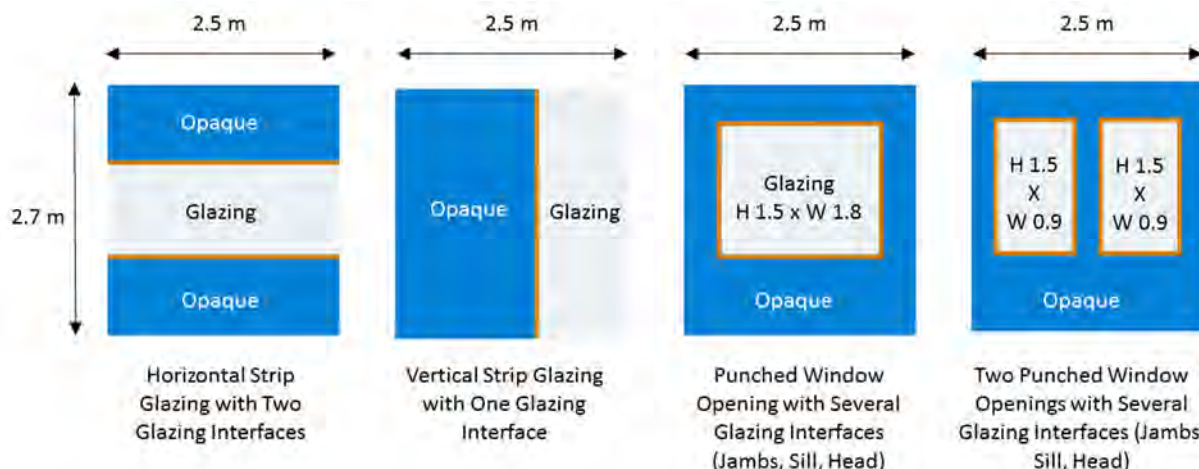 2.5 m
2.5 m
2.5 m
2.5 m
2.7 m
Opaque
Glazing
Opaque
Opaque
Glazing
Glazing
H 1.5 x W 1.8
Opaque
H 1.5
X
W 0.9
H 1.5
X
W 0.9
Opaque
Horizontal Strip
Glazing with Two
Glazing Interfaces
Vertical Strip Glazing
with One Glazing
Interface
Punched Window
Opening with Several
Glazing Interfaces
(Jambs, Sill, Head)
Two Punched Window
Openings with Several
Glazing Interfaces (Jambs
Sill, Head)